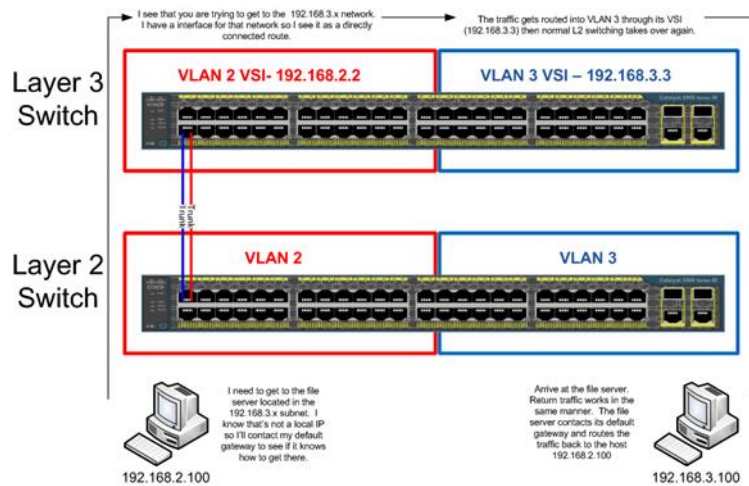 I see that you are trying to get to the 192.168.3.x network.
I have a interface for that network so I see it as a directly
connected route.
The traffic gets routed into VLAN 3 through its VSI
(192.168.3.3) then normal L2 switching takes over again.
Layer 3
Switch
VLAN 2 VSI- 192.168.2.2
VLAN 3 VSI – 192.168.3.3
Trunk
Trunk
Layer 2
Switch
VLAN 2
VLAN 3
I need to get to the file
server located in the
192.168.3.x subnet. I
know that's not a local IP
so I'll contact my default
gateway to see if it knows
how to get there.
192.168.2.100
Arrive at the file server.
Return traffic works in
the same manner. The file
server contacts its default
gateway and routes the
traffic back to the host
192.168.2.100
192.168.3.100